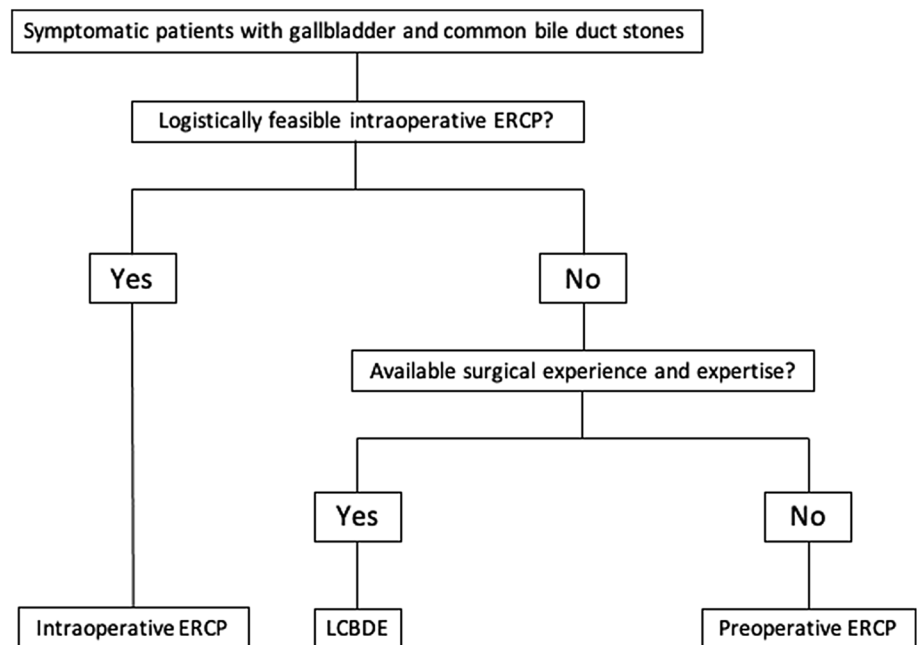 Symptomatic patients with gallbladder and common bile duct stones
Logistically feasible intraoperative ERCP?
Yes
No
Available surgical experience and expertise?
Yes
No
Intraoperative ERCP
LCBDE
Preoperative ERCP